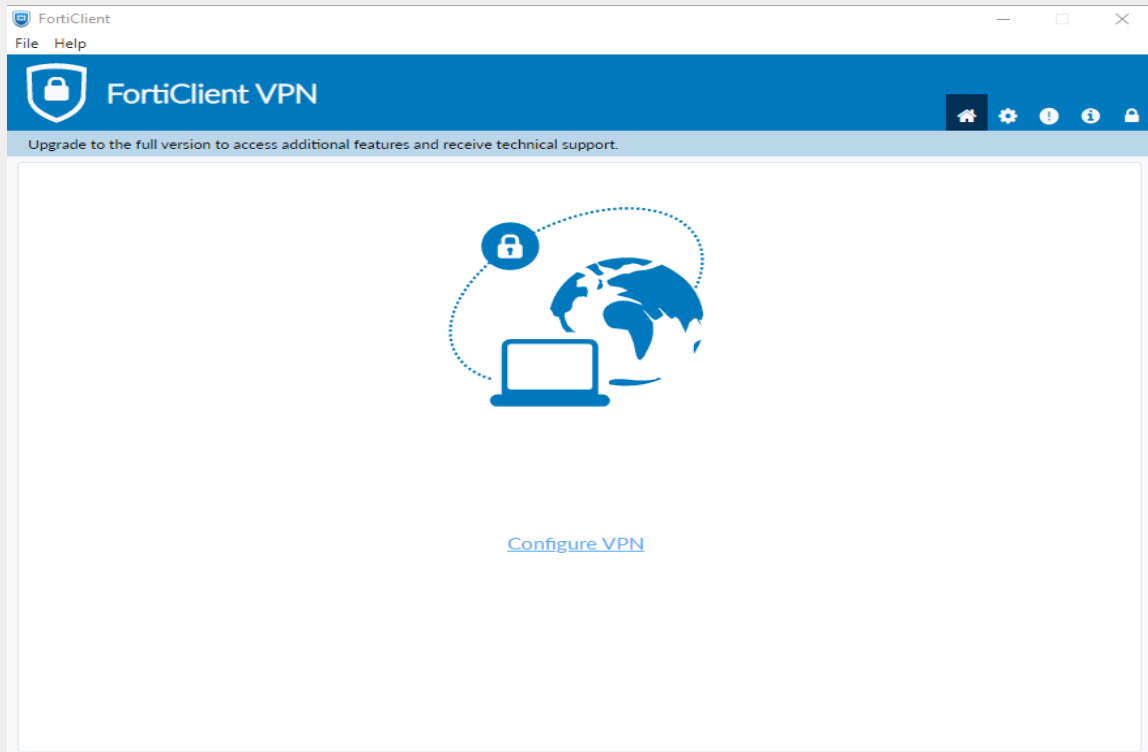 FortiClient
File Help
FortiClient VPN
Upgrade to the full version to access additional features and receive technical support.
Configure VPN